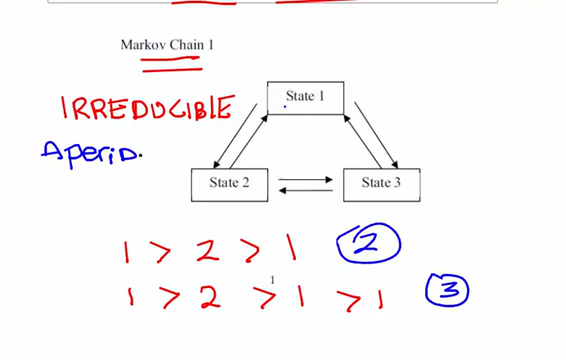 Markov Chain 1
IRREDUCIBLE
State 1
Aperio.
State 2
State 3
1 > 2 > 1 2
1
1 > 2 > 1 > 1 3